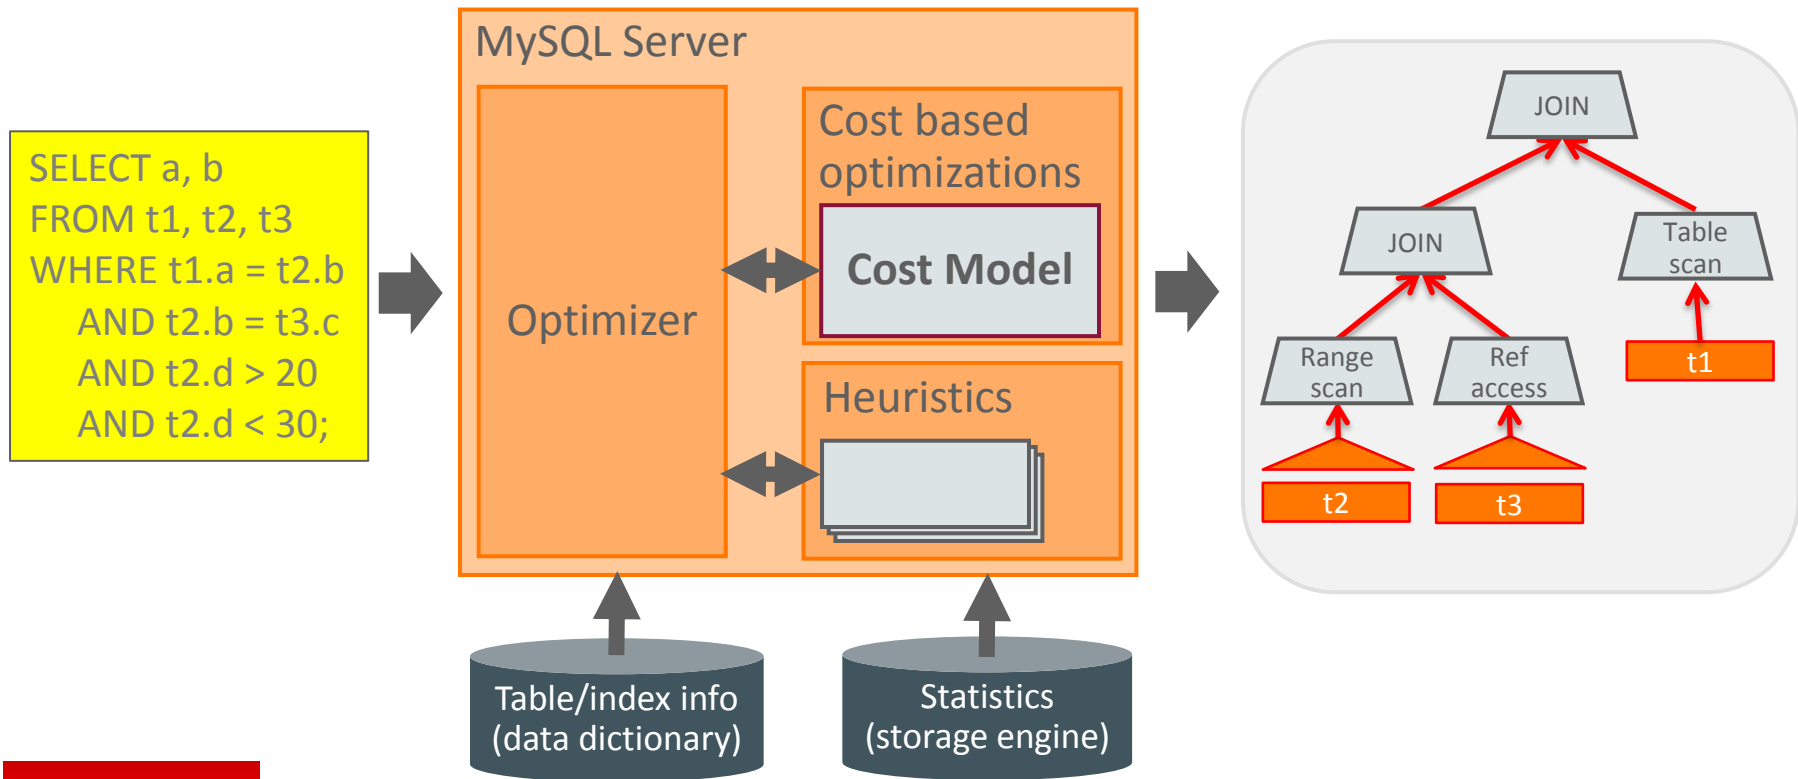 MySQL Server
SELECT a, b
FROM t1, t2, t3
WHERE t1.a = t2.b
AND t2.b = t3.c
AND t2.d > 20
AND t2.d < 30;
Optimizer
Cost based
optimizations
Cost Model
Heuristics
Table/index info
(data dictionary)
Statistics
(storage engine)
JOIN
JOIN
Table
scan
Range
scan
Ref
access
t1
t2
t3